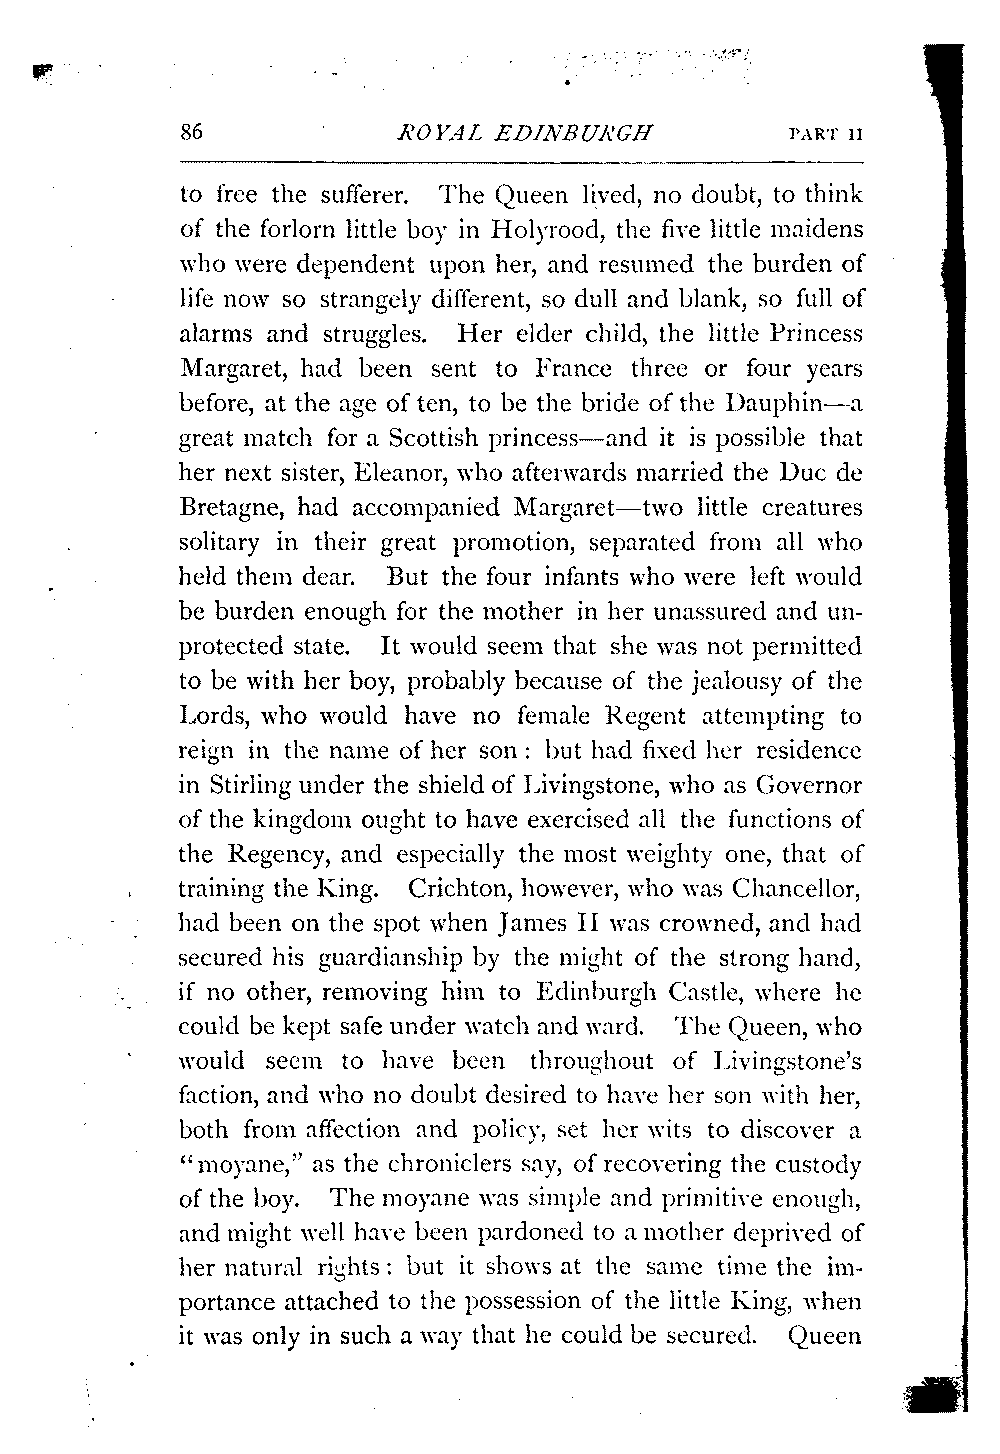 86 ROYAL EDINBURGH PART II
to free the sufferer. The Queen lived, no doubt, to think
of the forlorn little boy in Holyrood, the five little maidens
who were dependent upon her, and resumed the burden of
life now so strangely different, so dull and blank, so full of
alarms and struggles. Her elder child, the little Princess
Margaret, had been sent to France three or four years
before, at the age of ten, to be the bride of the Dauphin—a
great match for a Scottish princess—and it is possible that
her next sister, Eleanor, who afterwards married the Duc de
Bretagne, had accompanied Margaret—two little creatures
solitary in their great promotion, separated from all who
held them dear. But the four infants who were left would
be burden enough for the mother in her unassured and un-
protected state. It would seem that she was not permitted
to be with her boy, probably because of the jealousy of the
Lords, who would have no female Regent attempting to
reign in the name of her son : but had fixed her residence
in Stirling under the shield of Livingstone, who as Governor
of the kingdom ought to have exercised all the functions of
the Regency, and especially the most weighty one, that of
training the King. Crichton, however, who was Chancellor,
had been on the spot when James II was crowned, and had
secured his guardianship by the might of the strong hand,
if no other, removing him to Edinburgh Castle, where he
could be kept safe under watch and ward. The Queen, who
would seem to have been throughout of Livingstone's
faction, and who no doubt desired to have her son with her,
both from affection and policy, set her wits to discover a
"moyane," as the chroniclers say, of recovering the custody
of the boy. The moyane was simple and primitive enough,
and might well have been pardoned to a mother deprived of
her natural rights : but it shows at the same time the im-
portance attached to the possession of the little King, when
it was only in such a way that he could be secured. Queen